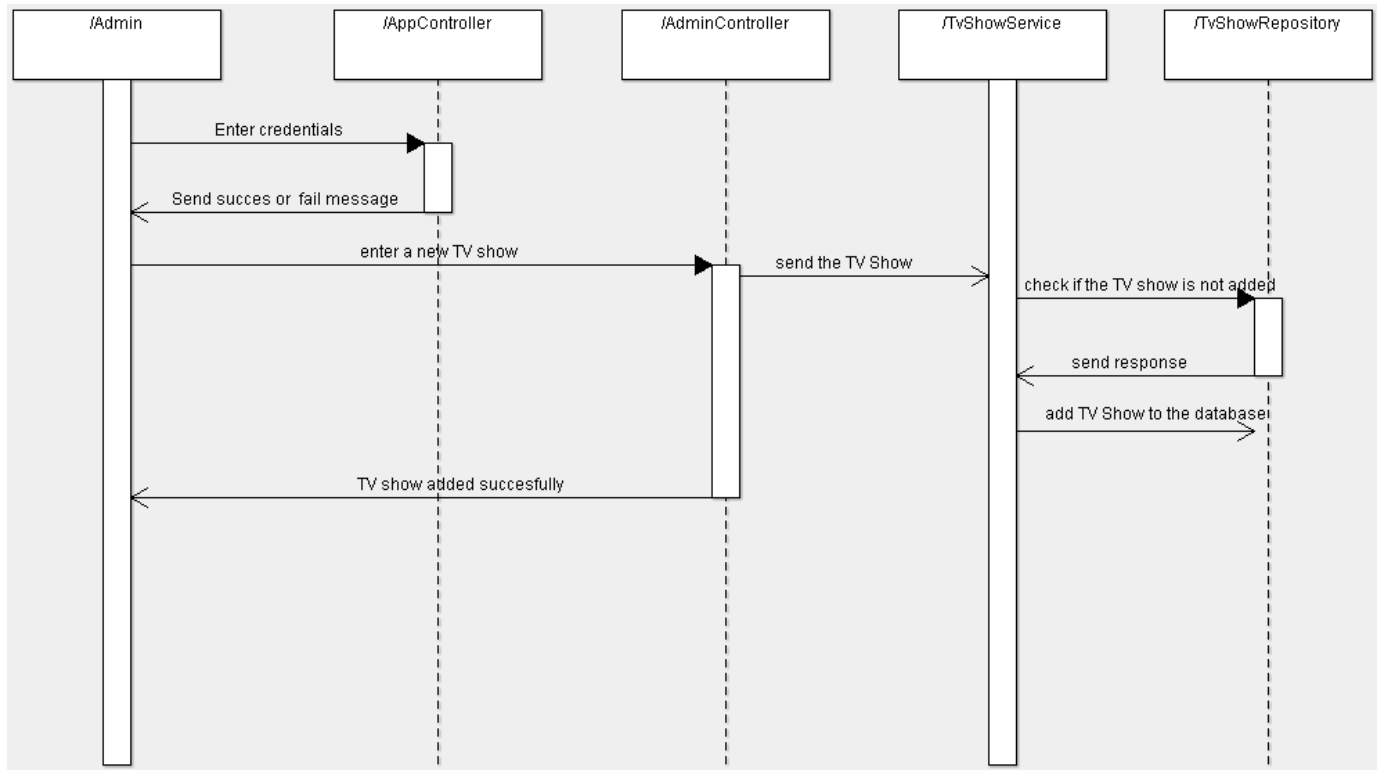 /Admin
/AppController
/AdminController
/TvShowService
/TvShowRepository
Enter credentials
Send succes or fail message
enter a new TV show
send the TV Show
check if the TV show is not added
send response
add TV Show to the database
TV show added succesfully